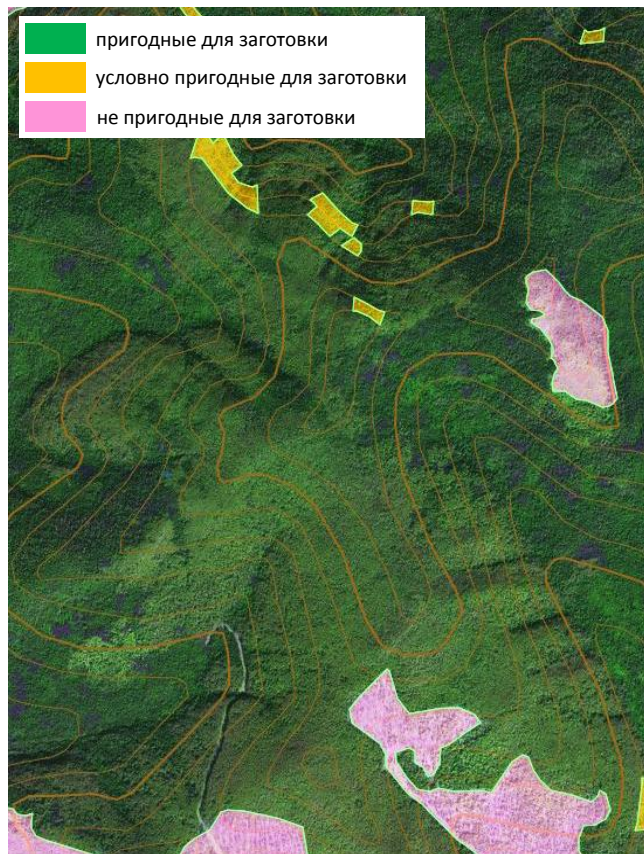 пригодные для заготовки
условно пригодные для заготовки
не пригодные для заготовки